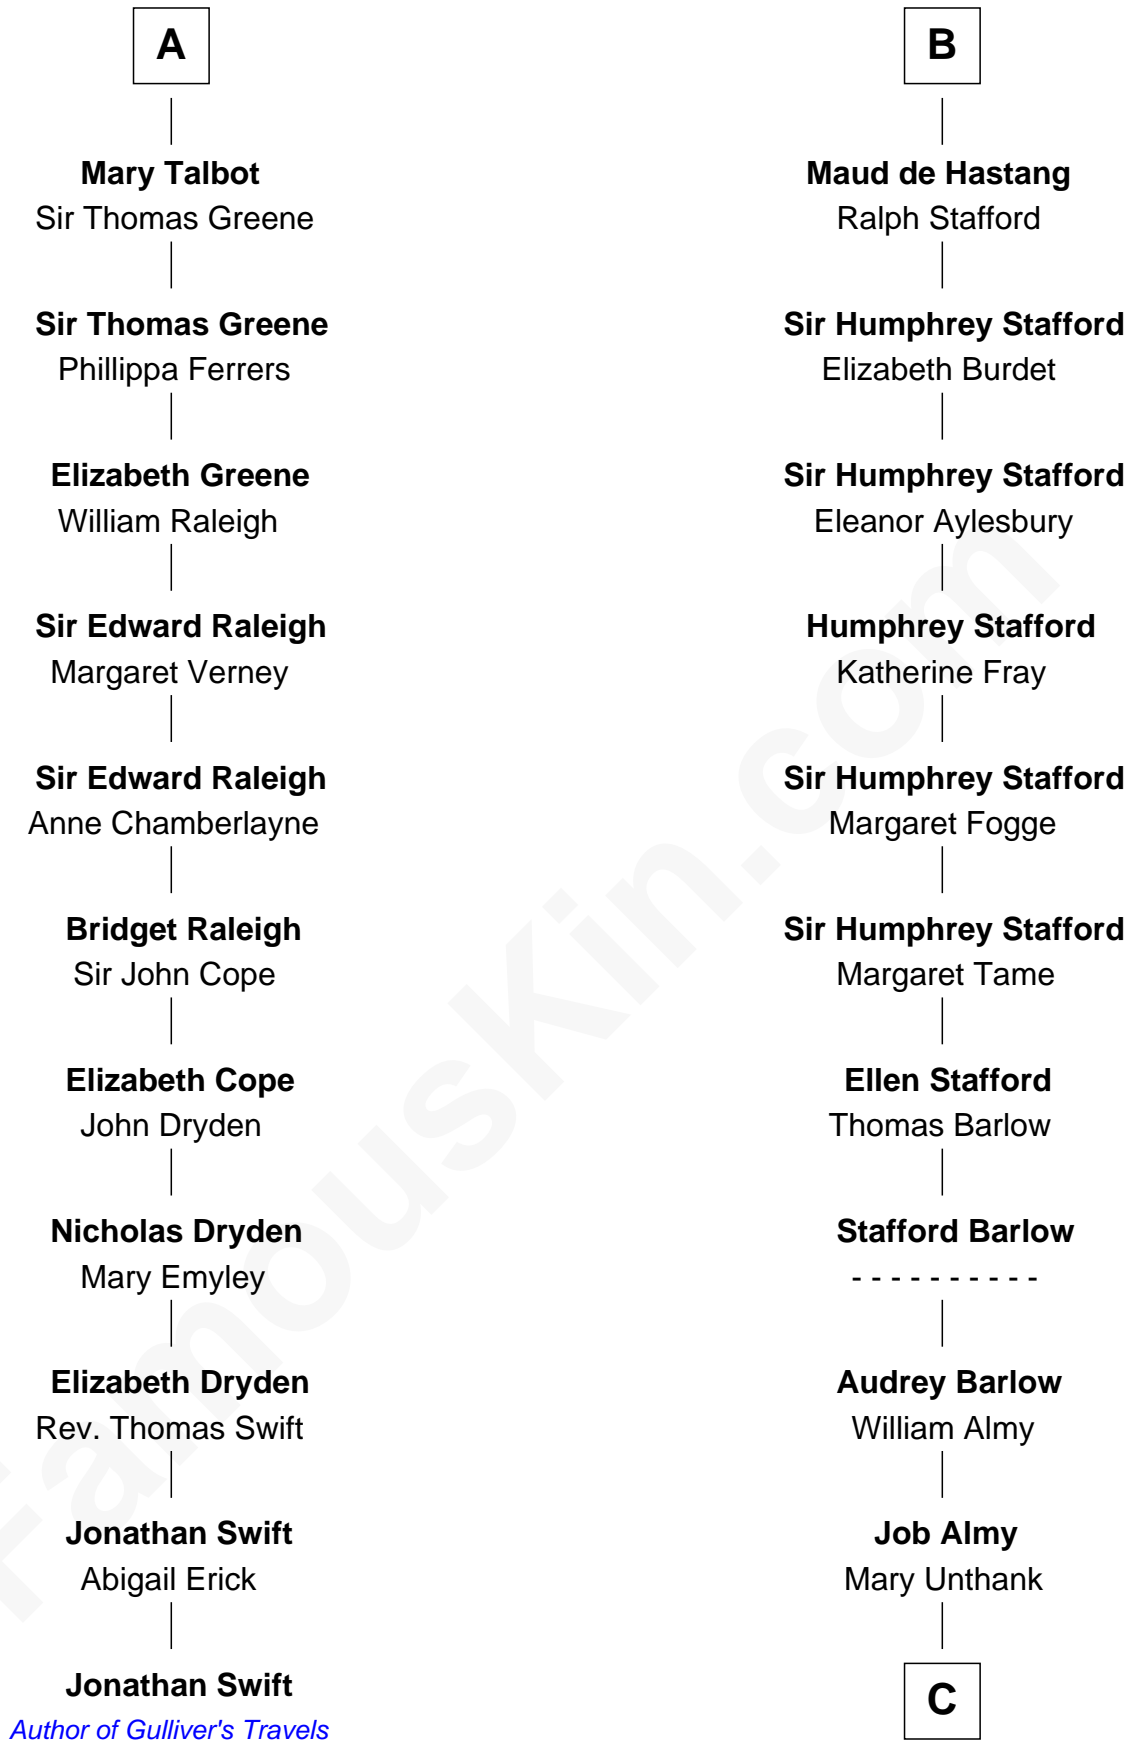 A
Mary Talbot
Sir Thomas Greene
Sir Thomas Greene
Phillippa Ferrers
Elizabeth Greene
William Raleigh
Sir Edward Raleigh
Margaret Verney
Sir Edward Raleigh
Anne Chamberlayne
Bridget Raleigh
Sir John Cope
Elizabeth Cope
John Dryden
Nicholas Dryden
Mary Emyley
Elizabeth Dryden
Rev. Thomas Swift
Jonathan Swift
Abigail Erick
Jonathan Swift
Author of Gulliver's Travels
B
Maud de Hastang
Ralph Stafford
Sir Humphrey Stafford
Elizabeth Burdet
Sir Humphrey Stafford
Eleanor Aylesbury
Humphrey Stafford
Katherine Fray
Sir Humphrey Stafford
Margaret Fogge
Sir Humphrey Stafford
Margaret Tame
Ellen Stafford
Thomas Barlow
Stafford Barlow
- - - - - - - - - -
Audrey Barlow
William Almy
Job Almy
Mary Unthank
C
FamousKin.com